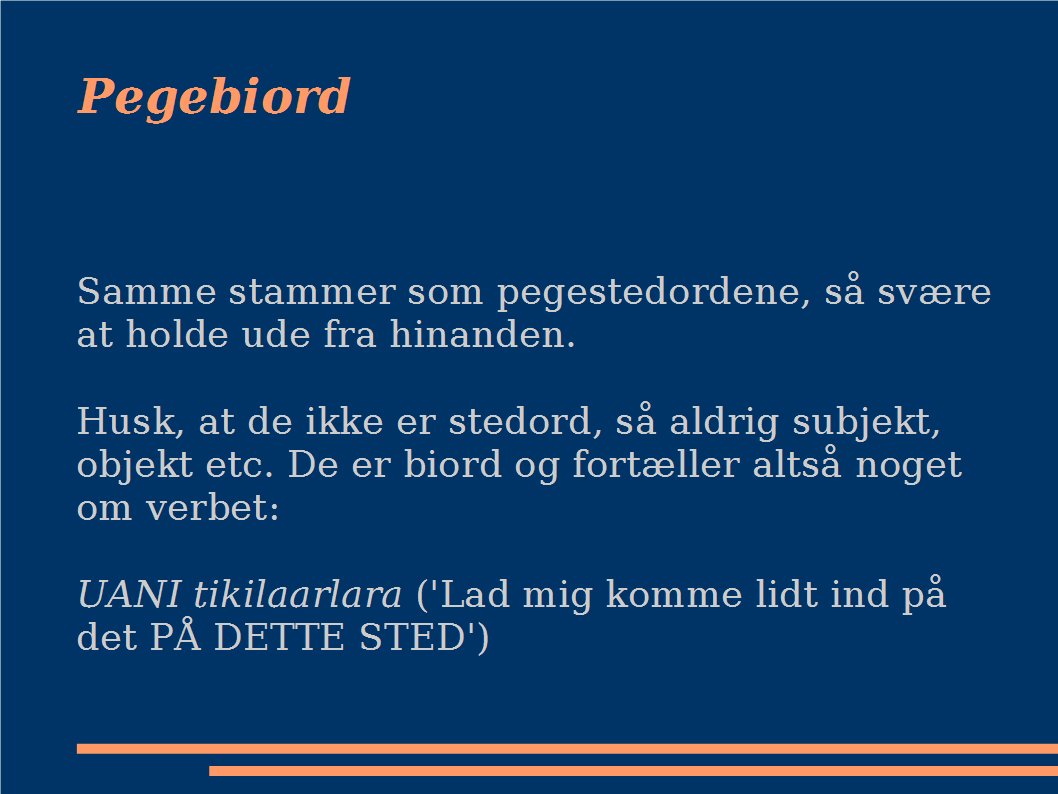 Pegebiord
Samme stammer som pegestedordene, så svære
at holde ude fra hinanden.
Husk, at de ikke er stedord, så aldrig subjekt,
objekt etc. De er biord og fortæller altså noget
om verbet:
UANI tikilaarlara ('Lad mig komme lidt ind på
det PÅ DETTE STED')